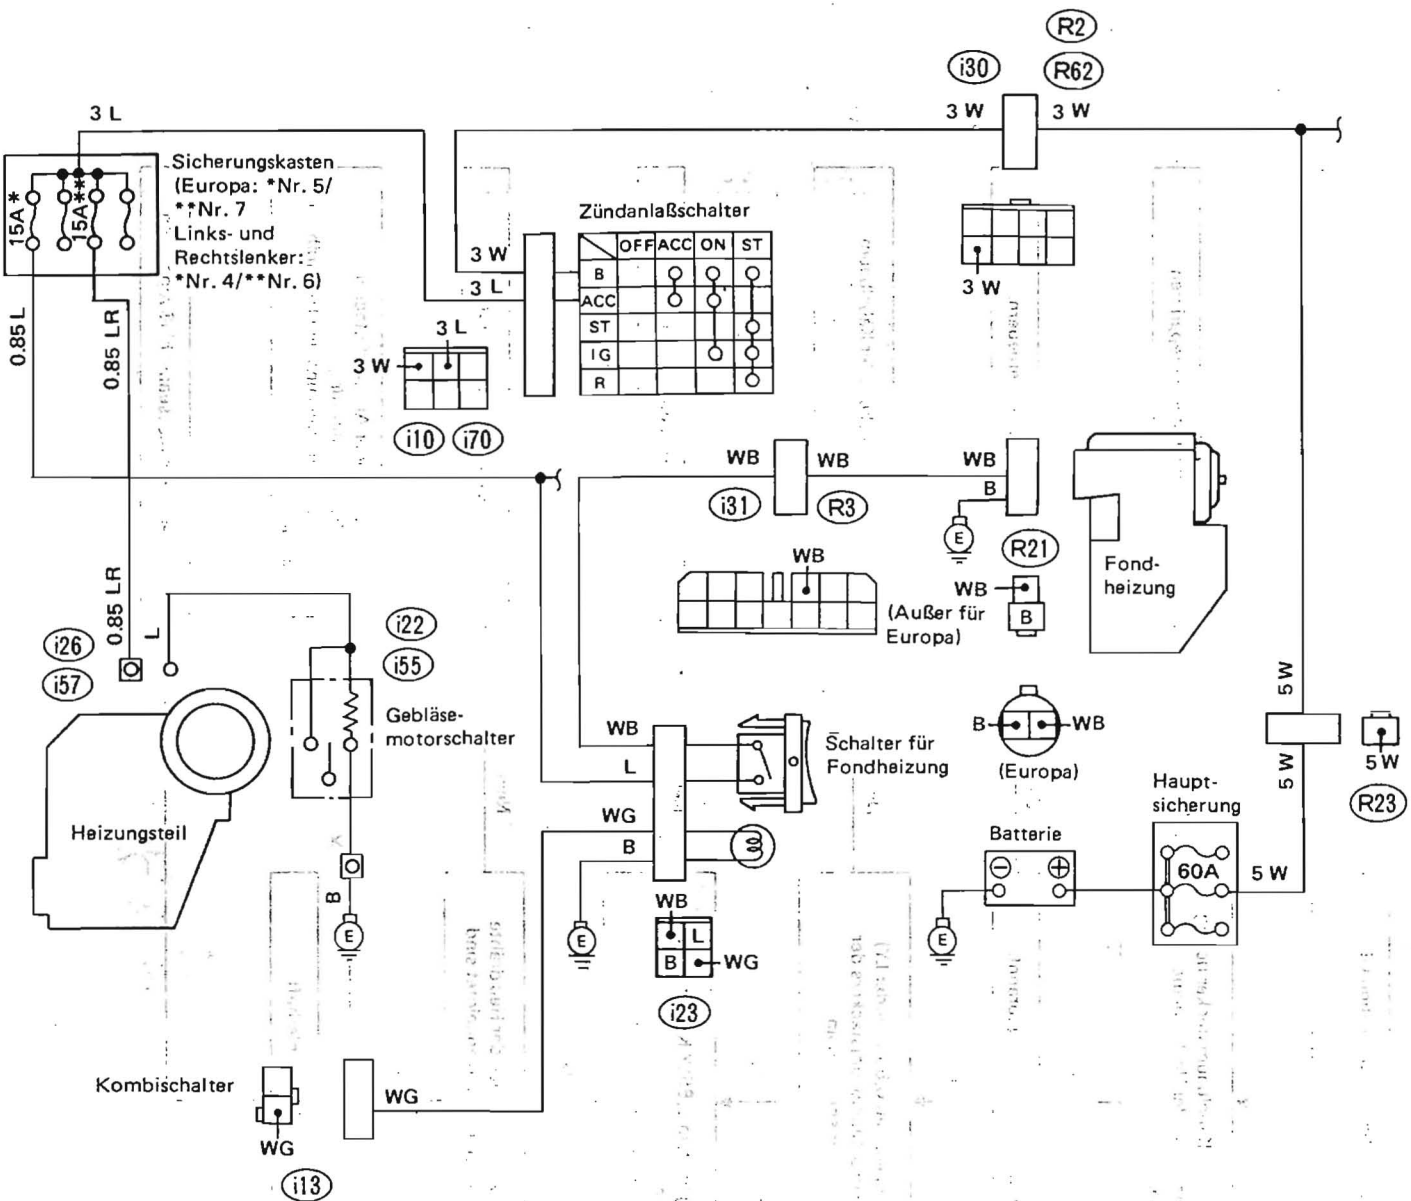 R2
i30
R62
3 L
3 W
3 W
15A*
15A**
Sicherungskasten
(Europa: *Nr. 5/
**Nr. 7
Links- und
Rechtslenker:
*Nr. 4/**Nr. 6)
Zündanlaßschalter
OFF ACC ON ST
B
ACC
ST
IG
R
3 W
3 L
3 W
0.85 L
0.85 LR
3 L
3 W
i10
i70
WB
WB
WB
B
i31
R3
E
R21
WB
WB
B
(Außer für
Europa)
Fond-
heizung
0.85 LR
L
i26
i57
i22
i55
Gebläse-
motorschalter
Heizungsteil
B
E
WB
L
WG
B
Schalter für
Fondheizung
E
WB
L
B
WG
i23
B
WB
(Europa)
5 W
5 W
5 W
R23
Haupt-
sicherung
60A
5 W
Batterie
E
Kombischalter
WG
WG
i13